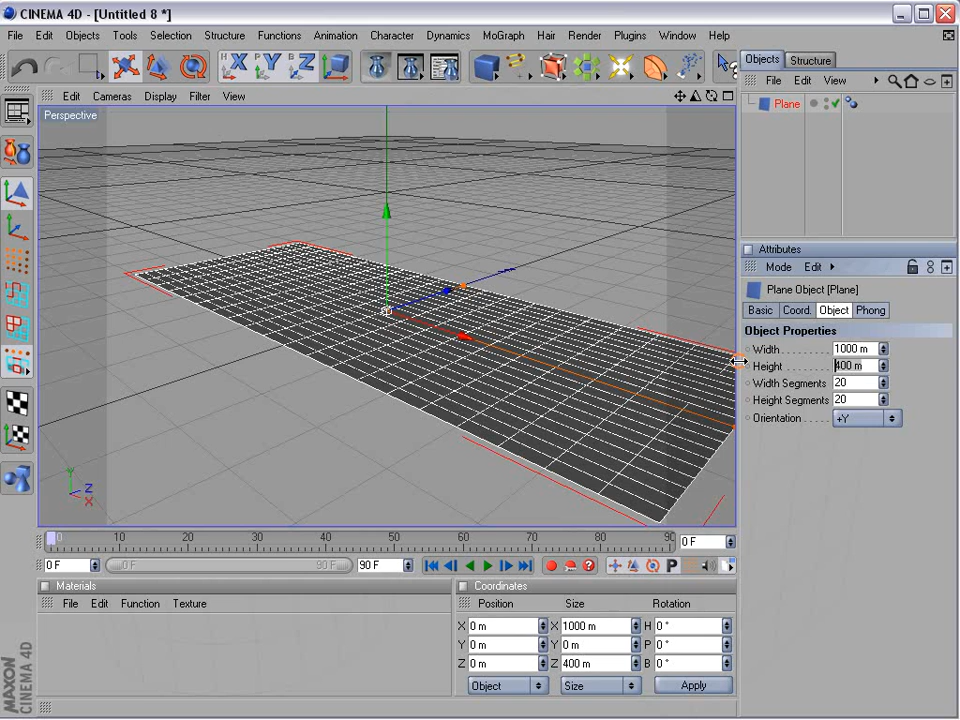 CINEMA 4D - [Untitled 8 *]
File Edit Objects Tools Selection Structure Functions Animation Character Dynamics MoGraph Hair Render Plugins Window Help
X Y Z
Objects Structure
File Edit View
Plane
Edit Cameras Display Filter View
Perspective
Y
Z
X
Attributes
Mode Edit
Plane Object [Plane]
Basic Coord. Object Phong
Object Properties
Width 1000 m
Height 400 m
Width Segments 20
Height Segments 20
Orientation +Y
0 10 20 30 40 50 60 70 80 90 0 F
0 F 0 F 90 F 90 F
Materials
File Edit Function Texture
Coordinates
Position Size Rotation
X 0 m X 1000 m H 0 °
Y 0 m Y 0 m P 0 °
Z 0 m Z 400 m B 0 °
Object Size Apply
MAXON
CINEMA 4D